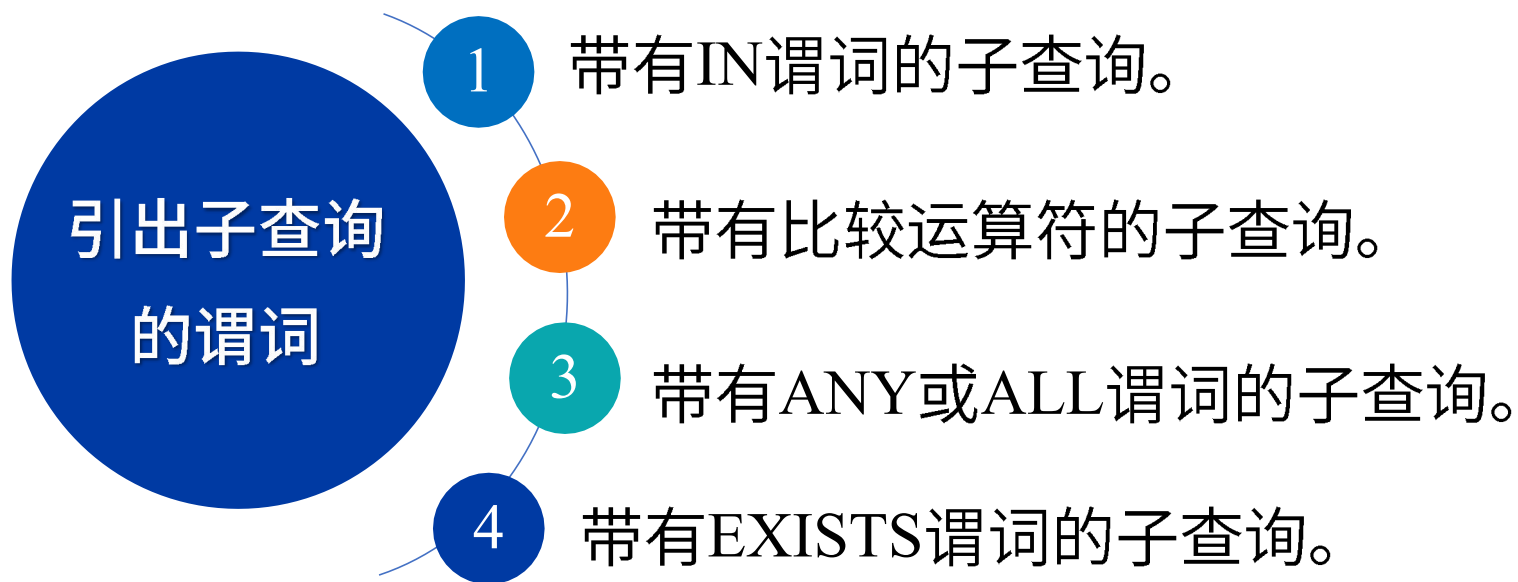 引出子查询
的谓词
1
带有IN谓词的子查询。
2
带有比较运算符的子查询。
3
带有ANY或ALL谓词的子查询。
4
带有EXISTS谓词的子查询。